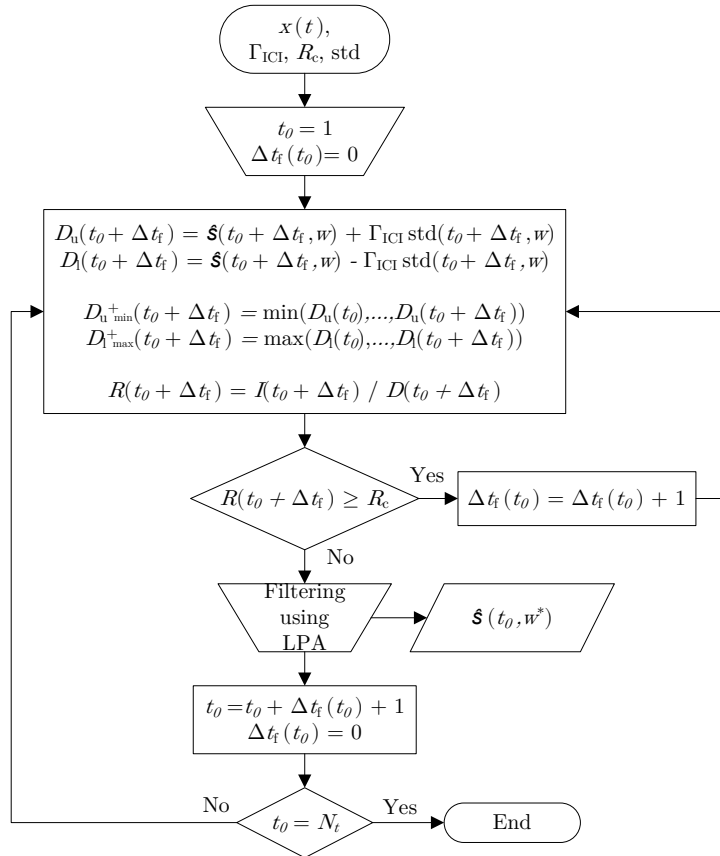 x(t),
Γ_ICI, R_c, std
t_0 = 1
Δt_f(t_0) = 0
D_u(t_0 + Δt_f) = ŝ(t_0 + Δt_f, w) + Γ_ICI std(t_0 + Δt_f, w)
D_l(t_0 + Δt_f) = ŝ(t_0 + Δt_f, w) - Γ_ICI std(t_0 + Δt_f, w)
D_u^+_min(t_0 + Δt_f) = min(D_u(t_0),...,D_u(t_0 + Δt_f))
D_l^+_max(t_0 + Δt_f) = max(D_l(t_0),...,D_l(t_0 + Δt_f))
R(t_0 + Δt_f) = I(t_0 + Δt_f) / D(t_0 + Δt_f)
R(t_0 + Δt_f) ≥ R_c
Yes
Δt_f(t_0) = Δt_f(t_0) + 1
No
Filtering
using
LPA
ŝ(t_0, w*)
t_0 = t_0 + Δt_f(t_0) + 1
Δt_f(t_0) = 0
No
t_0 = N_t
Yes
End